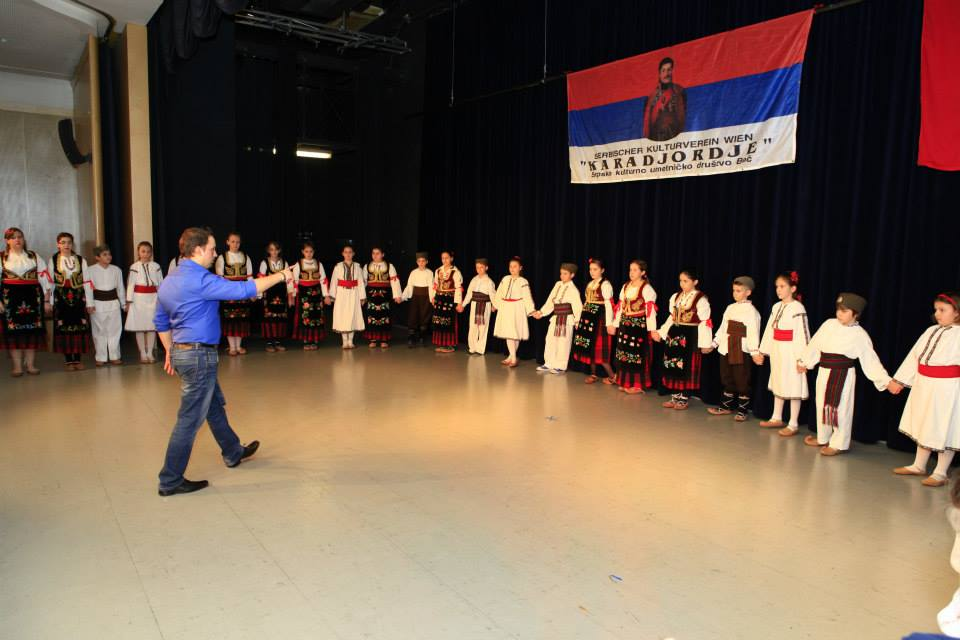 SERBISCHER KULTURVEREIN WIEN
"KARADJORDJE"
Srpsko kulturno umetničko društvo Beč